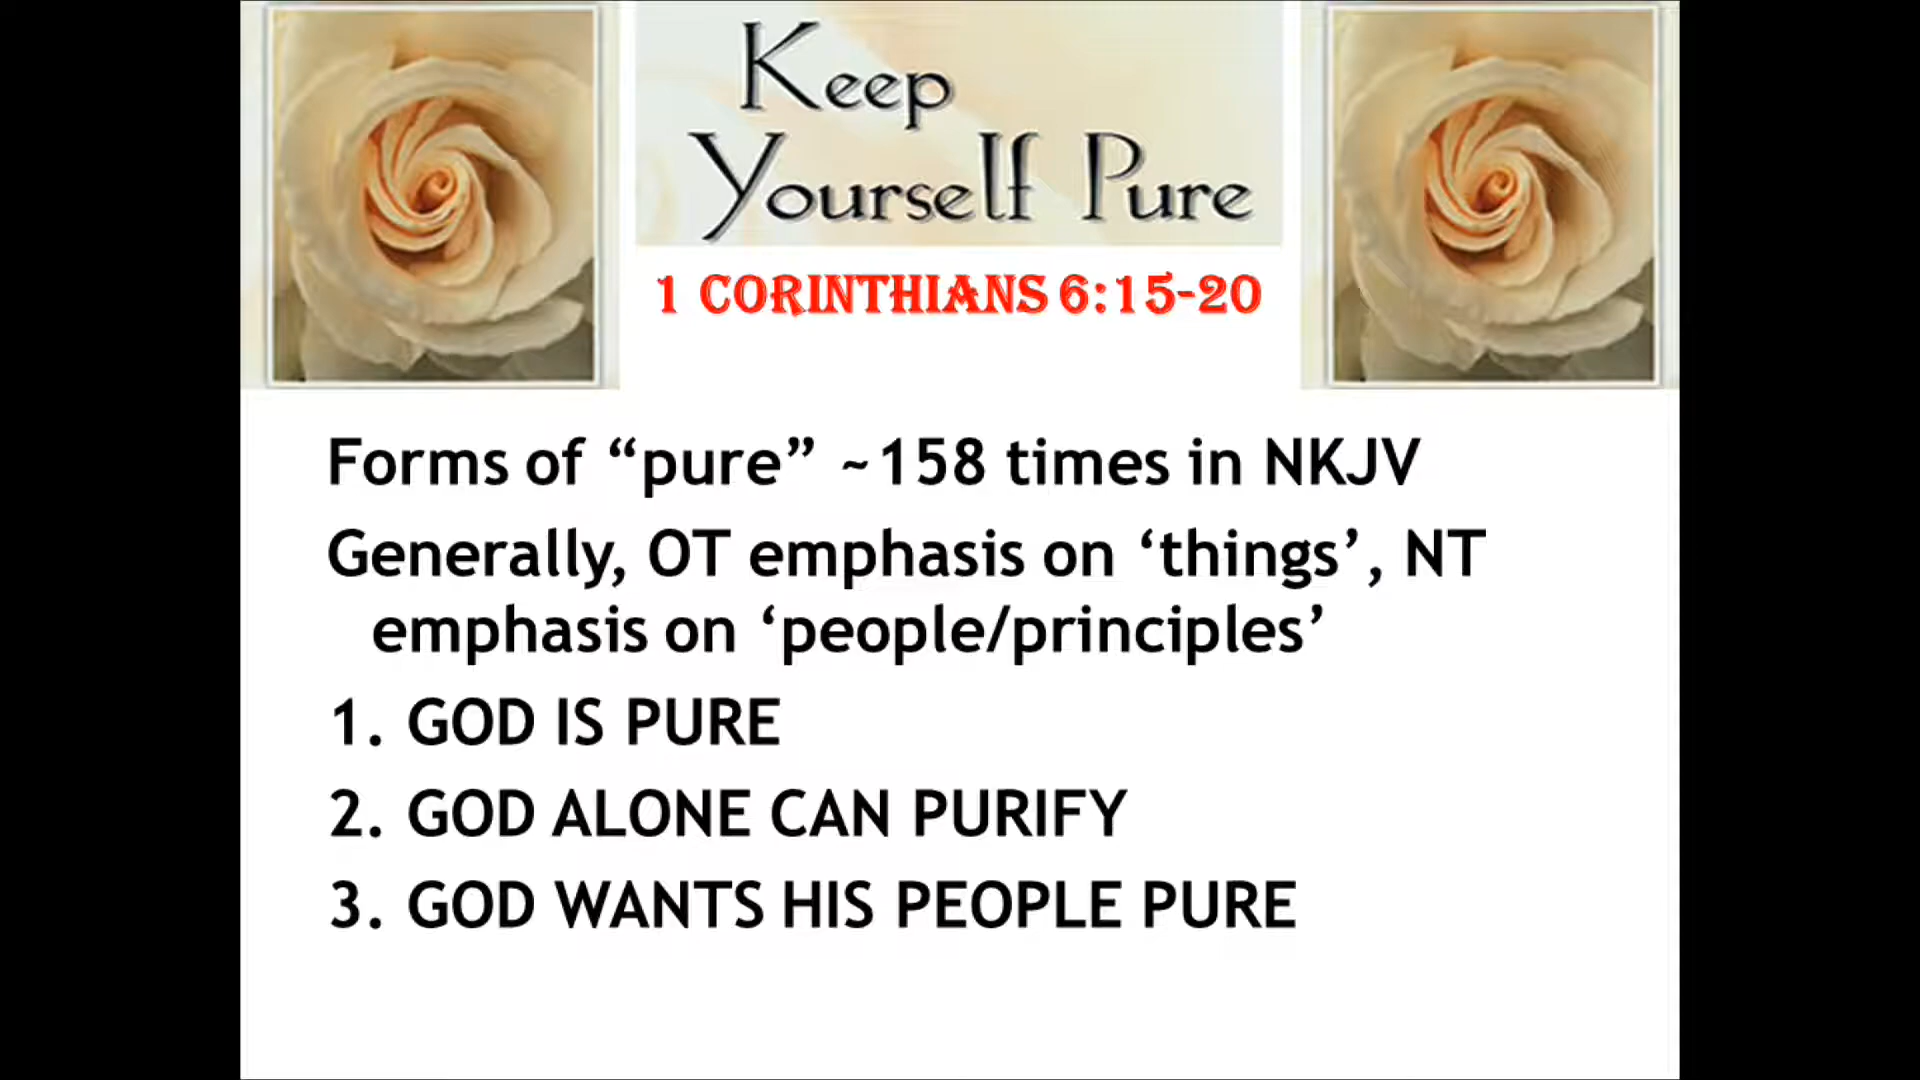 Keep
Yourself Pure
1 CORINTHIANS 6:15-20
Forms of “pure” ~158 times in NKJV
Generally, OT emphasis on ‘things’, NT
emphasis on ‘people/principles’
1. GOD IS PURE
2. GOD ALONE CAN PURIFY
3. GOD WANTS HIS PEOPLE PURE